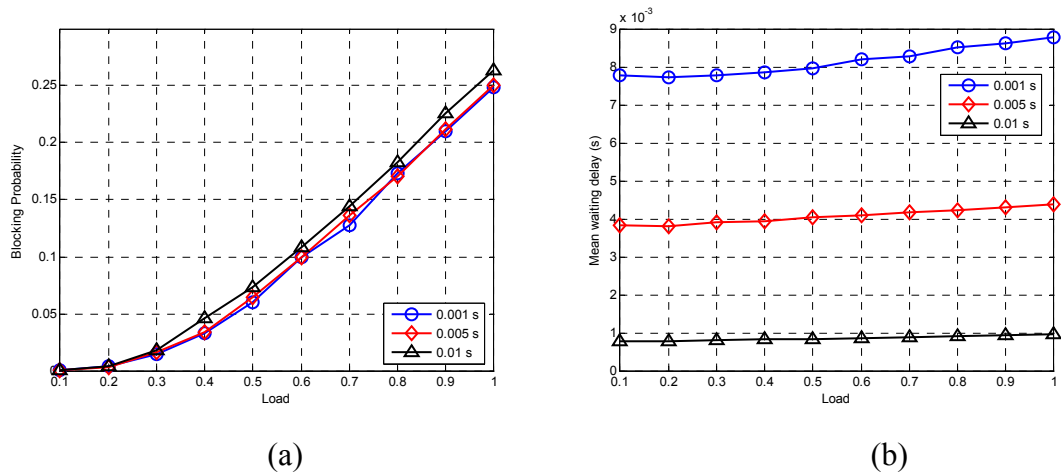 0.25
0.2
0.15
0.1
0.05
0
0.1 0.2 0.3 0.4 0.5 0.6 0.7 0.8 0.9 1
Load
Blocking Probability
0.001 s
0.005 s
0.01 s
(a)
x 10-3
9
8
7
6
5
4
3
2
1
0
0.1 0.2 0.3 0.4 0.5 0.6 0.7 0.8 0.9 1
Load
Mean waiting delay (s)
0.001 s
0.005 s
0.01 s
(b)